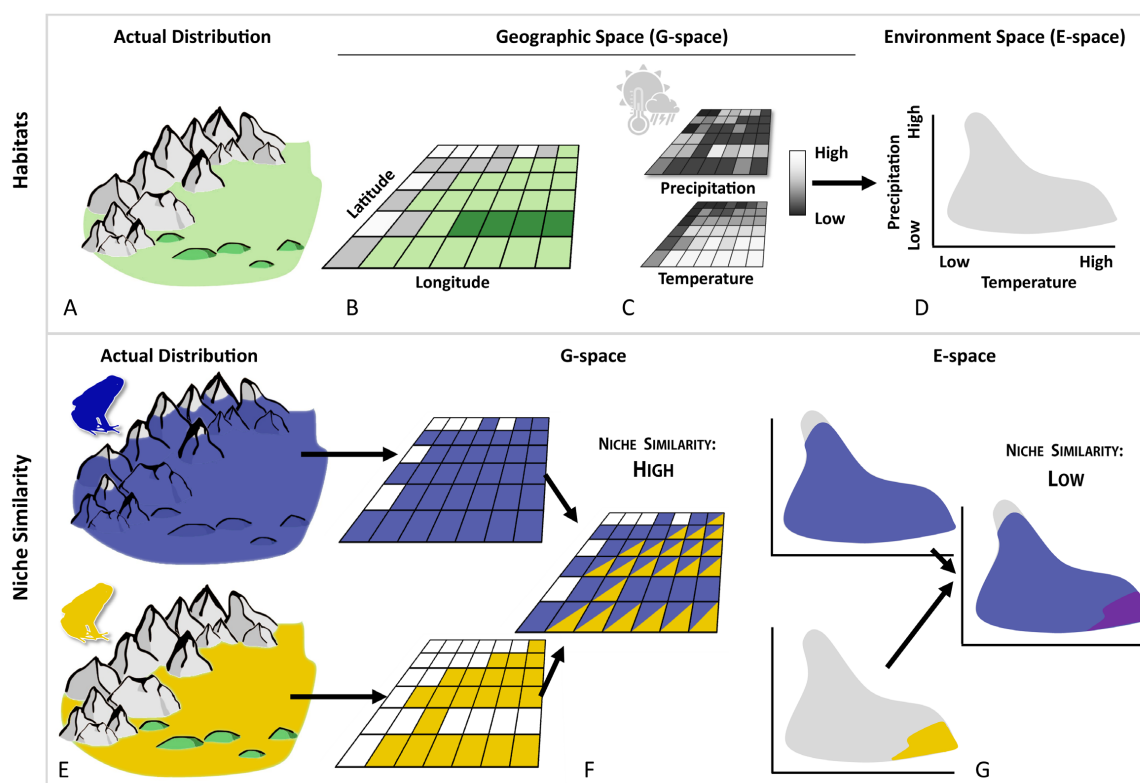 Actual Distribution
Geographic Space (G-space)
Environment Space (E-space)
Habitats
Latitude
Longitude
Precipitation
Temperature
High
Low
Precipitation
High
Low
Low
High
Temperature
A
B
C
D
Actual Distribution
G-space
E-space
Niche Similarity
NICHE SIMILARITY:
HIGH
NICHE SIMILARITY:
LOW
E
F
G